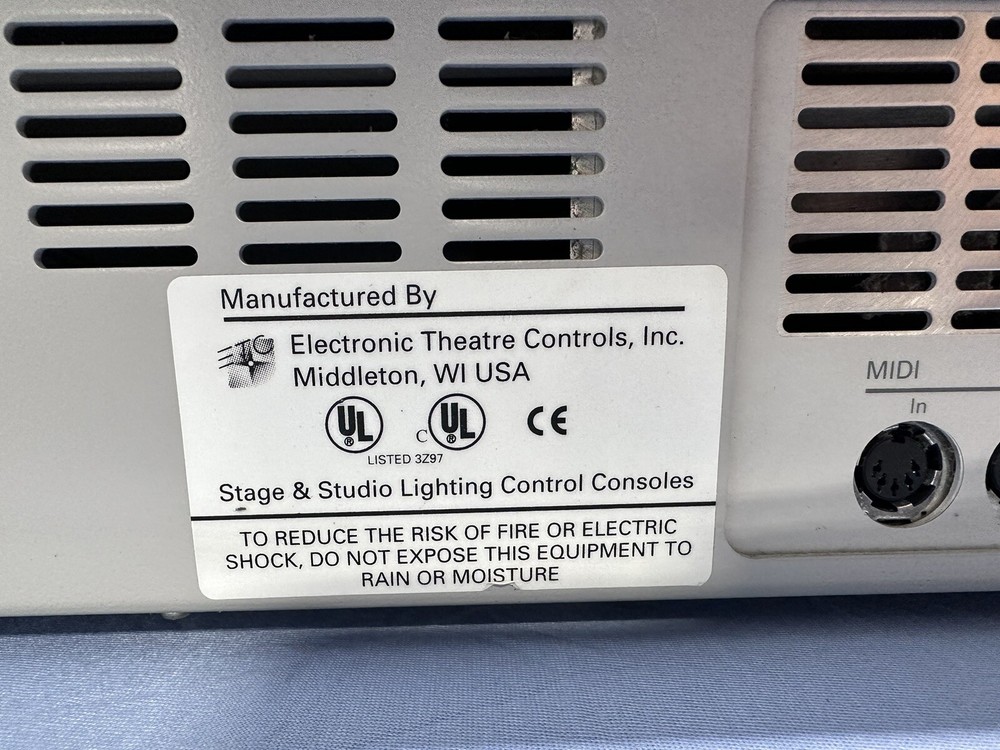 Manufactured By
ETC
Electronic Theatre Controls, Inc.
Middleton, WI USA
UL ® C UL ® CE
LISTED 3Z97
Stage & Studio Lighting Control Consoles
TO REDUCE THE RISK OF FIRE OR ELECTRIC
SHOCK, DO NOT EXPOSE THIS EQUIPMENT TO
RAIN OR MOISTURE
MIDI
In